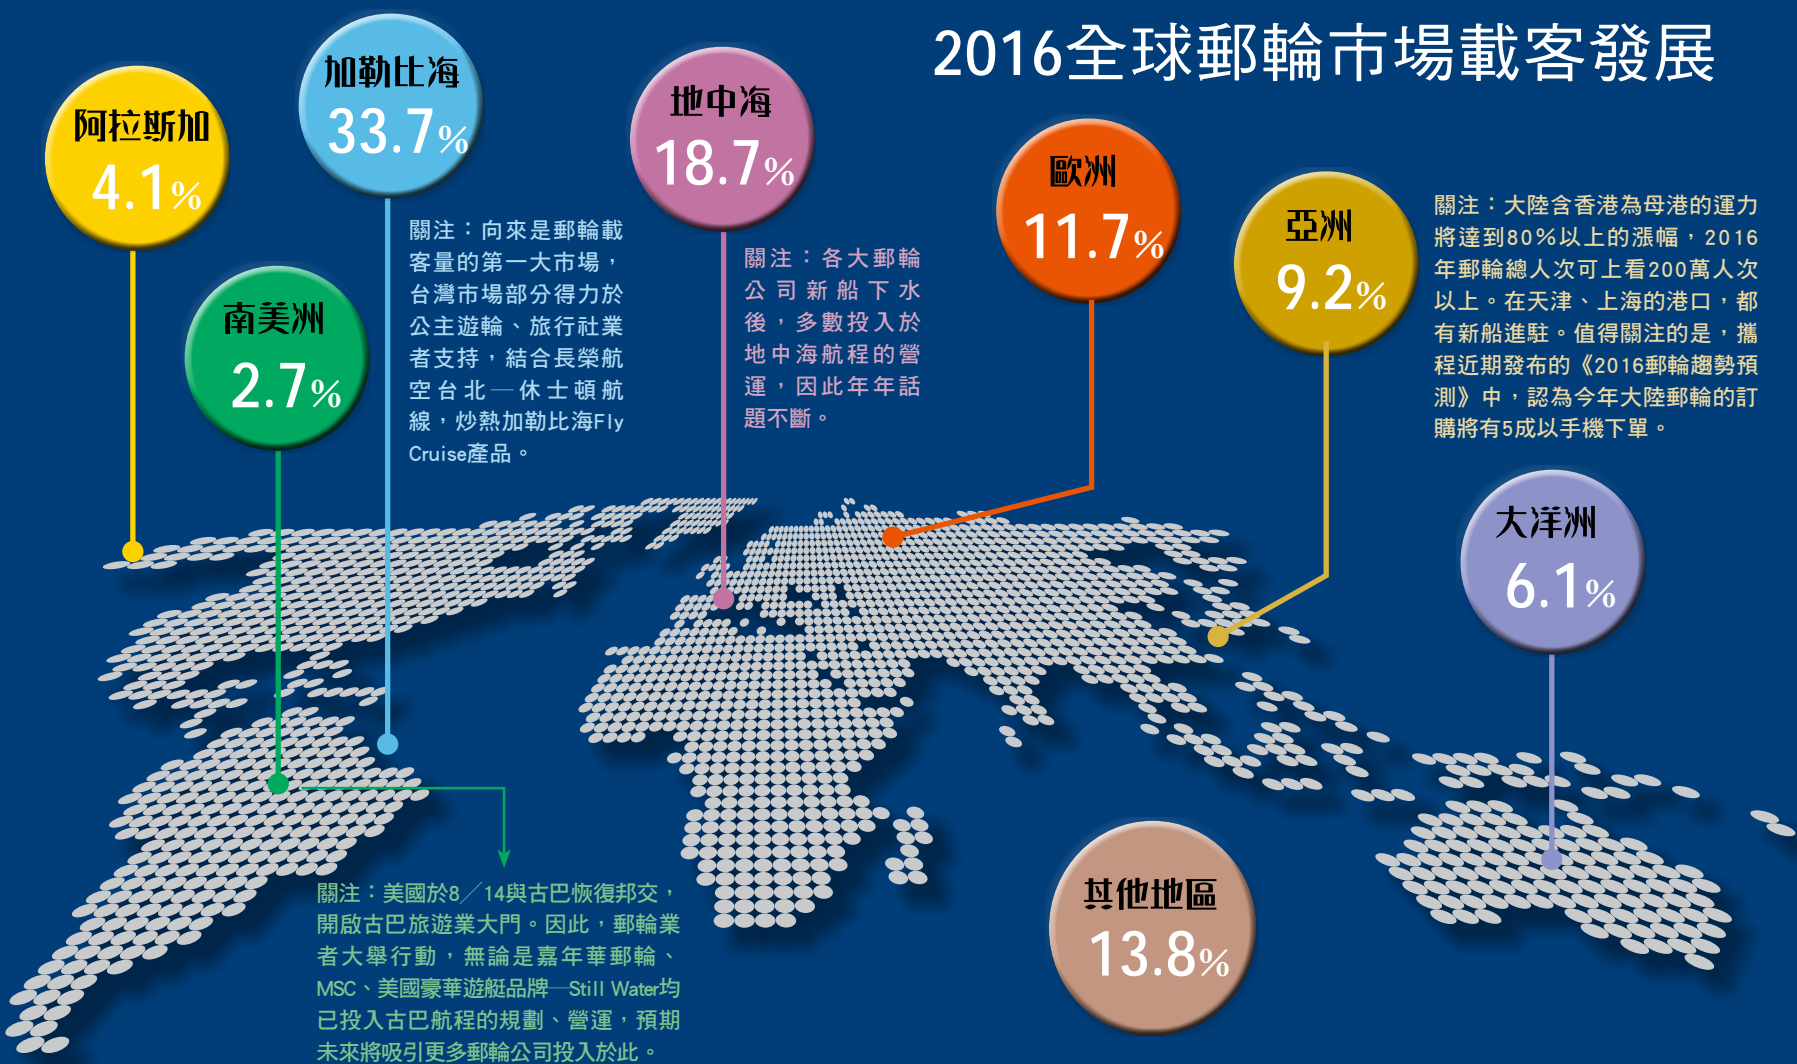 2016全球郵輪市場載客發展
阿拉斯加
4.1%
加勒比海
33.7%
關注：向來是郵輪載
客量的第一大市場，
台灣市場部分得力於
公主遊輪、旅行社業
者支持，結合長榮航
空台北─休士頓航
線，炒熱加勒比海Fly
Cruise產品。
地中海
18.7%
關注：各大郵輪
公司新船下水
後，多數投入於
地中海航程的營
運，因此年年話
題不斷。
歐洲
11.7%
亞洲
9.2%
關注：大陸含香港為母港的運力
將達到80%以上的漲幅，2016
年郵輪總人次可上看200萬人次
以上。在天津、上海的港口，都
有新船進駐。值得關注的是，攜
程近期發布的《2016郵輪趨勢預
測》中，認為今年大陸郵輪的訂
購將有5成以手機下單。
南美洲
2.7%
關注：美國於8／14與古巴恢復邦交，
開啟古巴旅遊業大門。因此，郵輪業
者大舉行動，無論是嘉年華郵輪、
MSC、美國豪華遊艇品牌─Still Water均
已投入古巴航程的規劃、營運，預期
未來將吸引更多郵輪公司投入於此。
大洋洲
6.1%
其他地區
13.8%